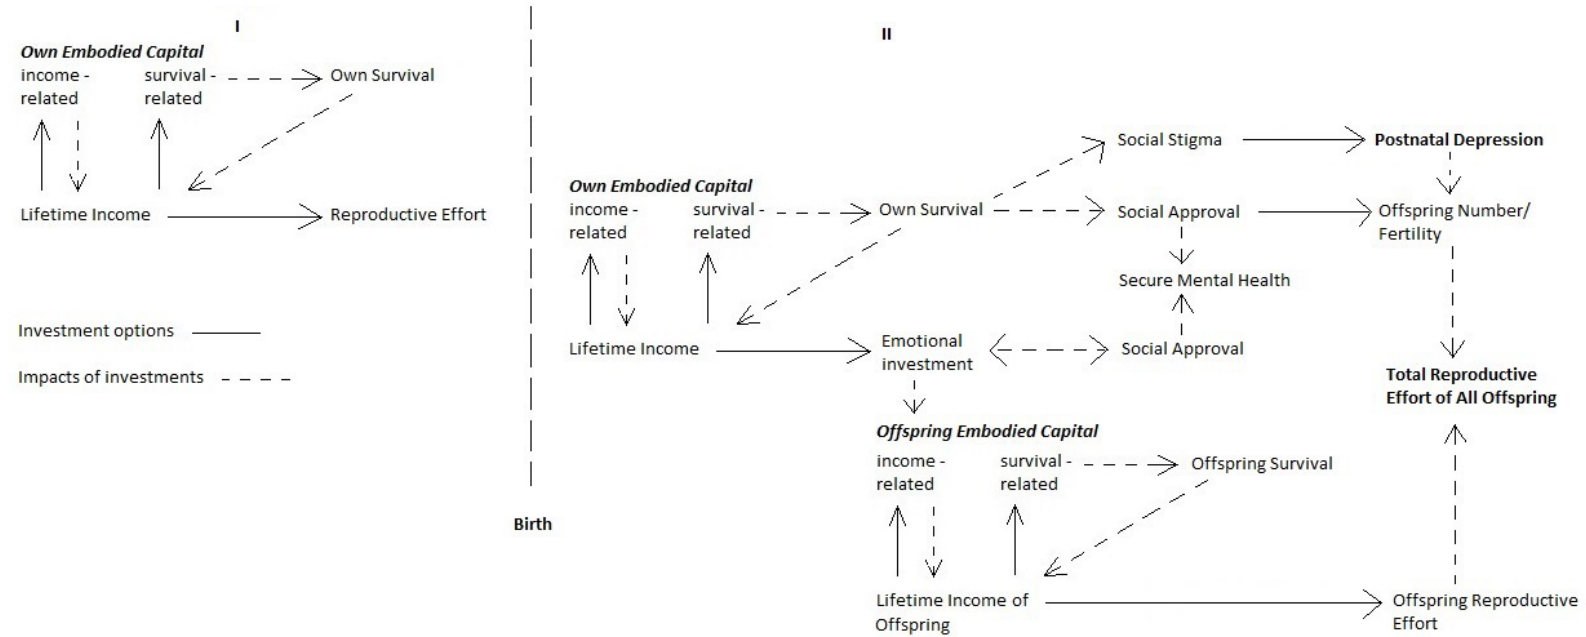 I
Own Embodied Capital
income -
related
survival -
related
Own Survival
Lifetime Income
Reproductive Effort
Investment options
Impacts of investments
Birth
II
Own Embodied Capital
income -
related
survival -
related
Own Survival
Social Stigma
Postnatal Depression
Social Approval
Offspring Number/
Fertility
Secure Mental Health
Lifetime Income
Emotional
investment
Social Approval
Total Reproductive
Effort of All Offspring
Offspring Embodied Capital
income -
related
survival -
related
Offspring Survival
Lifetime Income of
Offspring
Offspring Reproductive
Effort